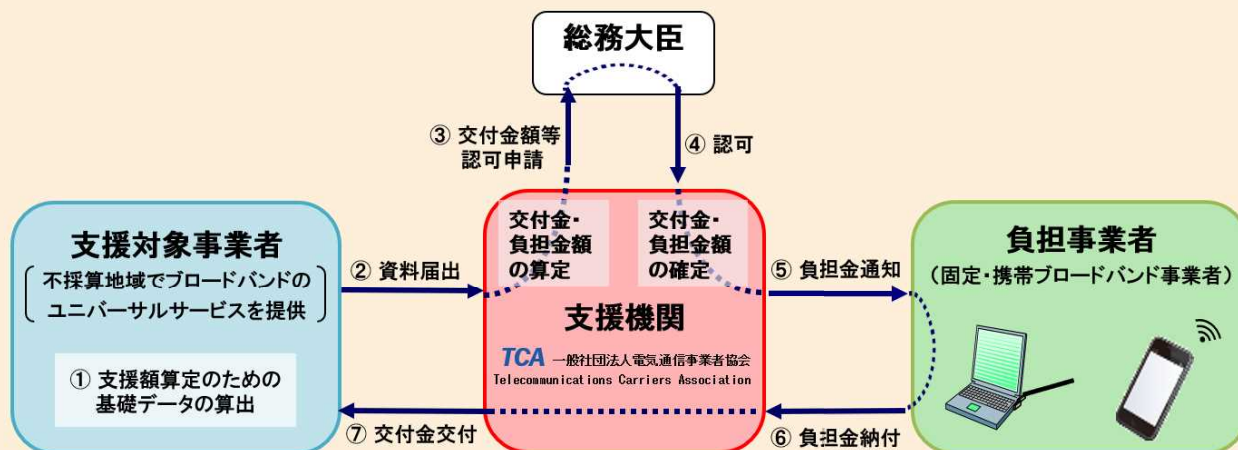 総務大臣
③ 交付金額等
認可申請
④ 認可
支援対象事業者
不採算地域でブロードバンドの
ユニバーサルサービスを提供
① 支援額算定のための
基礎データの算出
② 資料届出
交付金・
負担金額
の算定
交付金・
負担金額
の確定
支援機関
TCA 一般社団法人電気通信事業者協会
Telecommunications Carriers Association
⑤ 負担金通知
負担事業者
(固定・携帯ブロードバンド事業者)
⑥ 負担金納付
⑦ 交付金交付